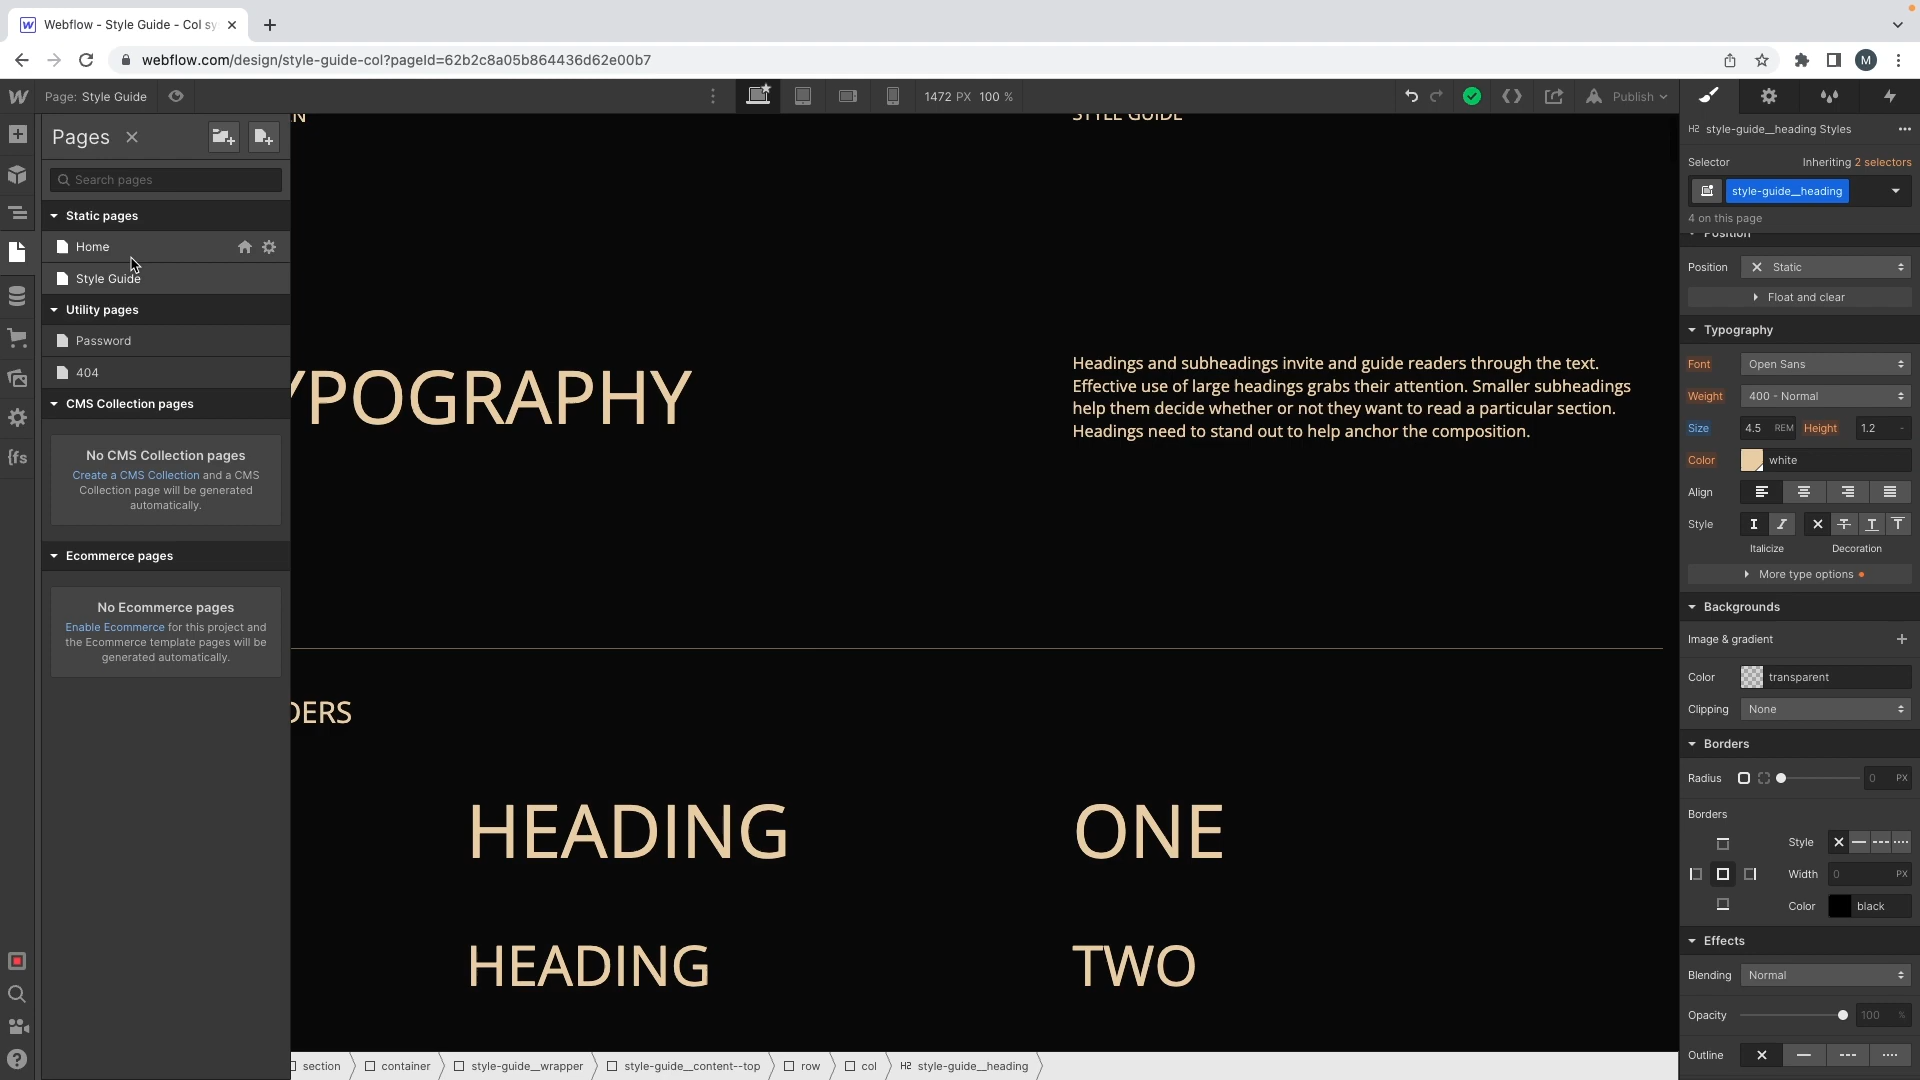 Webflow - Style Guide - Col sy
webflow.com/design/style-guide-col?pageId=62b2c8a05b864436d62e00b7
M
Page: Style Guide
1472 PX 100 %
Publish
Pages
Search pages
Static pages
Home
Style Guide
Utility pages
Password
404
CMS Collection pages
No CMS Collection pages
Create a CMS Collection and a CMS
Collection page will be generated
automatically.
Ecommerce pages
No Ecommerce pages
Enable Ecommerce for this project and
the Ecommerce template pages will be
generated automatically.
STYLE GUIDE
YPOGRAPHY
Headings and subheadings invite and guide readers through the text.
Effective use of large headings grabs their attention. Smaller subheadings
help them decide whether or not they want to read a particular section.
Headings need to stand out to help anchor the composition.
DERS
HEADING ONE
HEADING TWO
section container style-guide__wrapper style-guide__content--top row col H2 style-guide__heading
H2 style-guide__heading Styles
Selector Inheriting 2 selectors
style-guide__heading
4 on this page
Position
Position Static
Float and clear
Typography
Font Open Sans
Weight 400 - Normal
Size 4.5 REM Height 1.2 -
Color white
Align
Style
Italicize Decoration
More type options
Backgrounds
Image & gradient
Color transparent
Clipping None
Borders
Radius 0 PX
Borders
Style
Width 0 PX
Color black
Effects
Blending Normal
Opacity 100 %
Outline